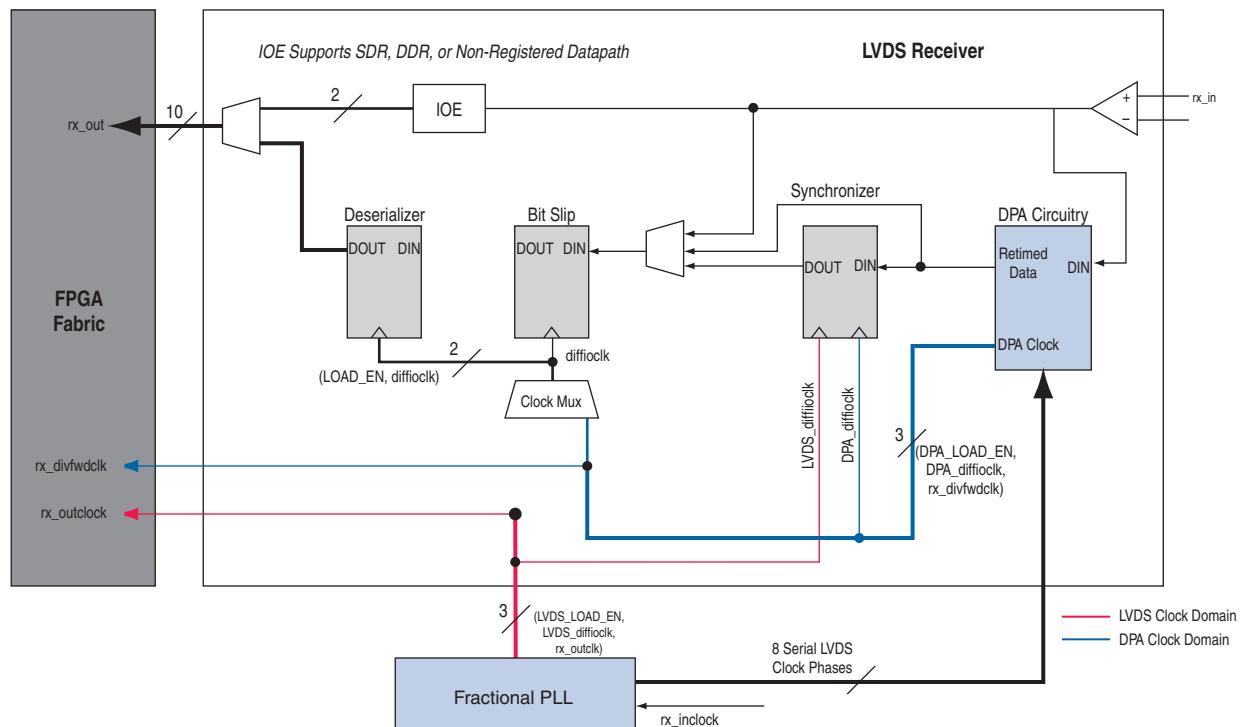 IOE Supports SDR, DDR, or Non-Registered Datapath
LVDS Receiver
2
IOE
+
–
rx_in
10
rx_out
Synchronizer
Deserializer
Bit Slip
DPA Circuitry
DOUT DIN
DOUT DIN
DOUT DIN
Retimed
Data
DIN
FPGA
Fabric
DPA Clock
2
diffioclk
(LOAD_EN, diffioclk)
Clock Mux
LVDS_diffiioclk
DPA_diffioclk
3
(DPA_LOAD_EN,
DPA_diffioclk,
rx_divfwdclk)
rx_divfwdclk
rx_outclock
3
(LVDS_LOAD_EN,
LVDS_diffioclk,
rx_outclk)
LVDS Clock Domain
DPA Clock Domain
8 Serial LVDS
Clock Phases
Fractional PLL
rx_inclock